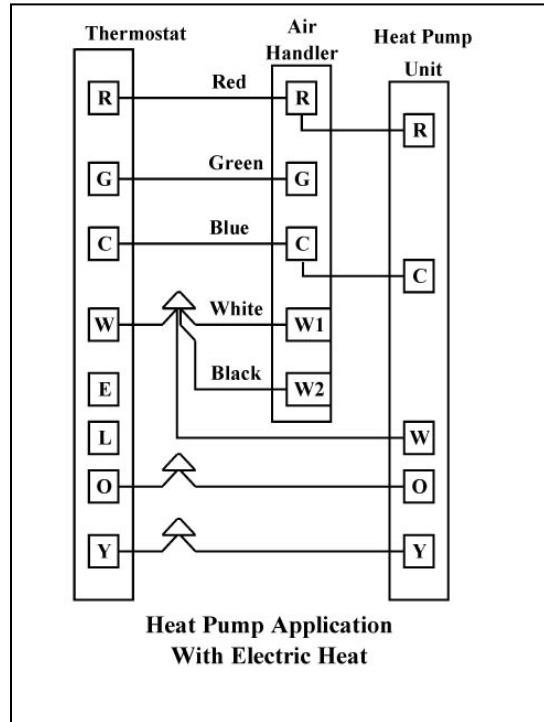 Thermostat
Air
Handler
Heat Pump
Unit
R
Red
R
R
G
Green
G
C
Blue
C
C
W
White
W1
E
Black
W2
L
W
O
O
Y
Y
Heat Pump Application
With Electric Heat